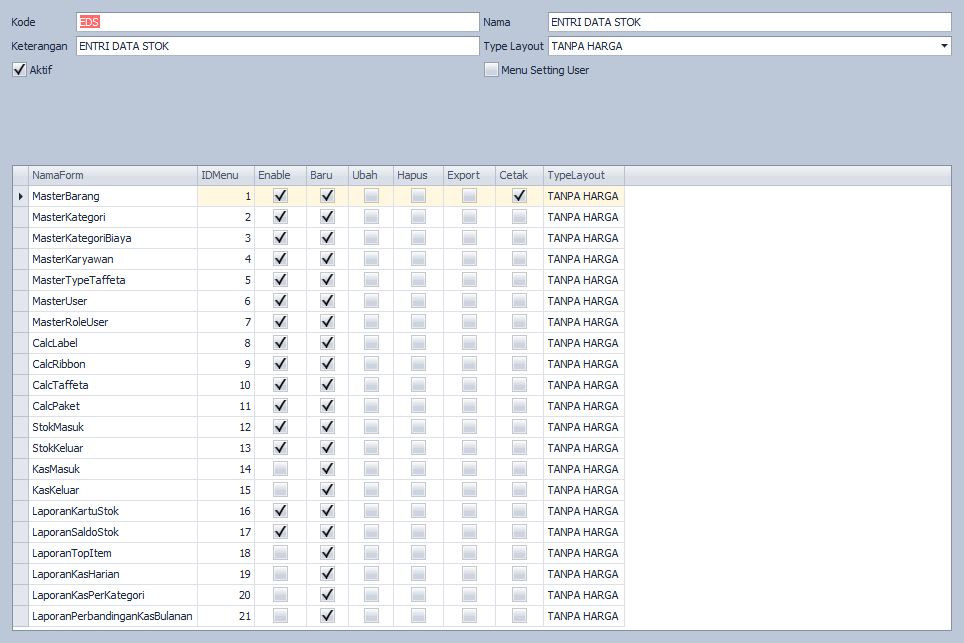 Kode EDS Nama ENTRI DATA STOK
Keterangan ENTRI DATA STOK Type Layout TANPA HARGA
Aktif Menu Setting User
NamaForm IDMenu Enable Baru Ubah Hapus Export Cetak TypeLayout
MasterBarang 1 TANPA HARGA
MasterKategori 2 TANPA HARGA
MasterKategoriBiaya 3 TANPA HARGA
MasterKaryawan 4 TANPA HARGA
MasterTypeTaffeta 5 TANPA HARGA
MasterUser 6 TANPA HARGA
MasterRoleUser 7 TANPA HARGA
CalcLabel 8 TANPA HARGA
CalcRibbon 9 TANPA HARGA
CalcTaffeta 10 TANPA HARGA
CalcPaket 11 TANPA HARGA
StokMasuk 12 TANPA HARGA
StokKeluar 13 TANPA HARGA
KasMasuk 14 TANPA HARGA
KasKeluar 15 TANPA HARGA
LaporanKartuStok 16 TANPA HARGA
LaporanSaldoStok 17 TANPA HARGA
LaporanTopItem 18 TANPA HARGA
LaporanKasHarian 19 TANPA HARGA
LaporanKasPerKategori 20 TANPA HARGA
LaporanPerbandinganKasBulanan 21 TANPA HARGA